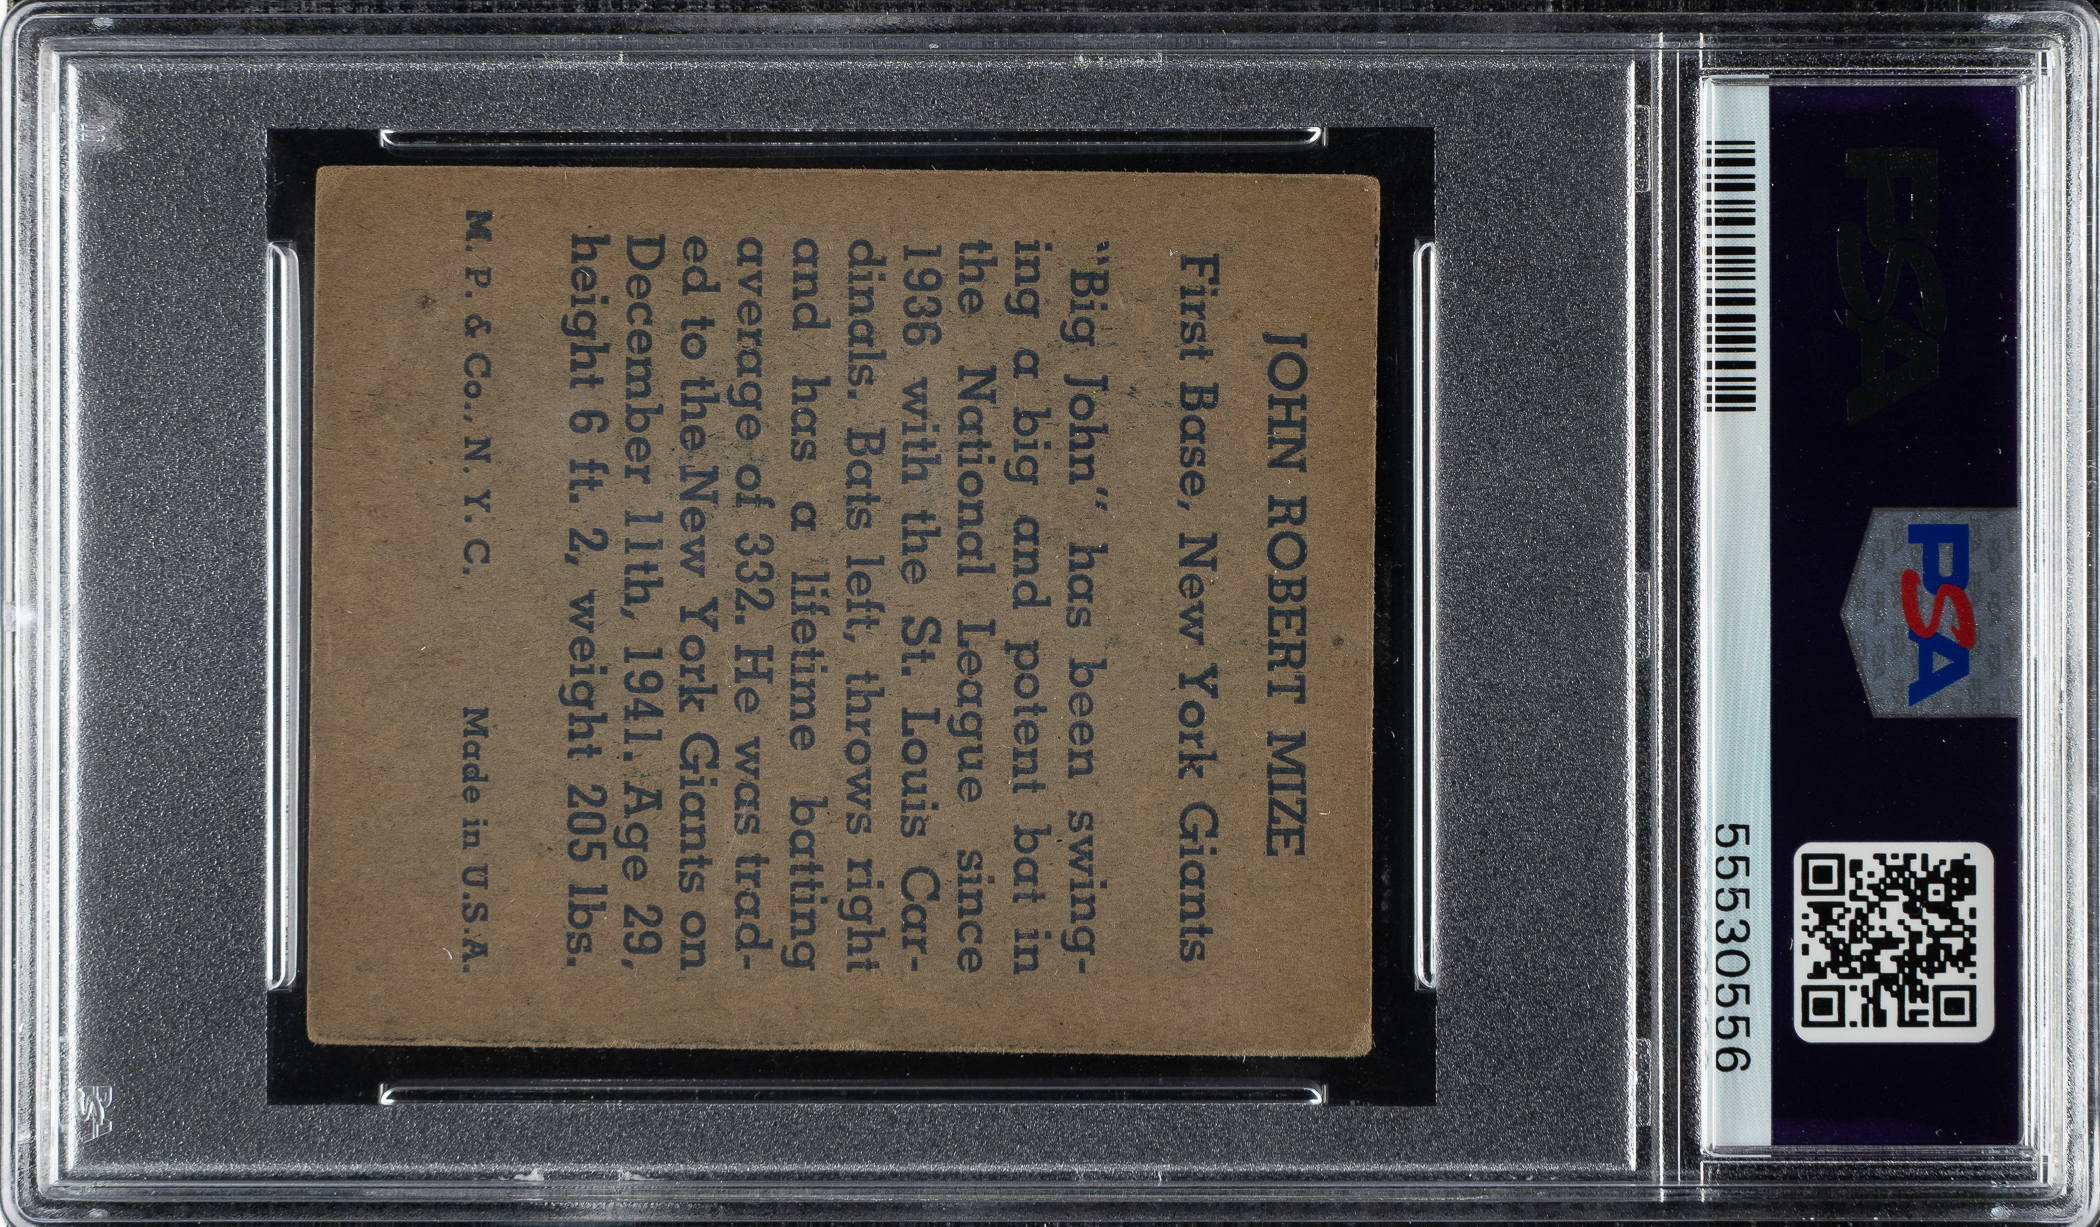 PSA
PSA
55530556
JOHN ROBERT MIZE
First Base, New York Giants
"Big John" has been swing-
ing a big and potent bat in
the National League since
1936 with the St. Louis Car-
dinals. Bats left, throws right
and has a lifetime batting
average of 332. He was trad-
ed to the New York Giants on
December 11th, 1941. Age 29,
height 6 ft. 2, weight 205 lbs.
M. P. & Co., N. Y. C. Made in U.S.A.
PSA